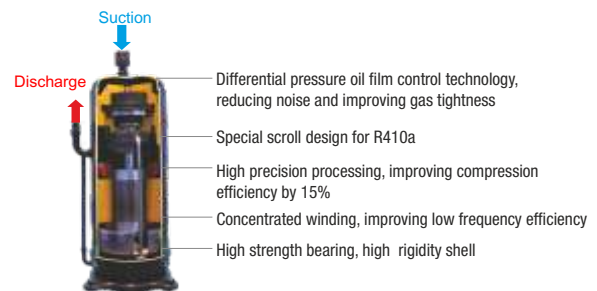 Suction
Discharge
Differential pressure oil film control technology,
reducing noise and improving gas tightness
Special scroll design for R410a
High precision processing, improving compression
efficiency by 15%
Concentrated winding, improving low frequency efficiency
High strength bearing, high rigidity shell